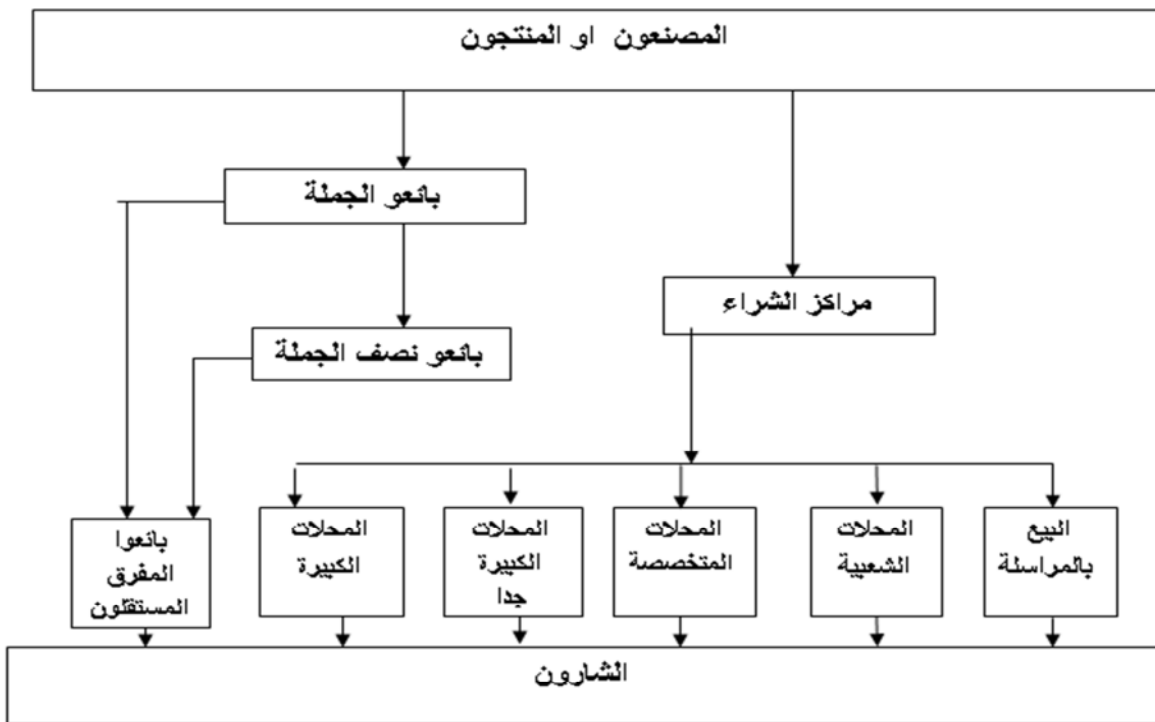 المصنعون او المنتجون
بائعو الجملة
مراكز الشراء
بائعو نصف الجملة
البيع
بالمراسلة
المحلات
الشعبية
المحلات
المتخصصة
المحلات
الكبيرة
جدا
المحلات
الكبيرة
بائعوا
المفرق
المستقلون
الشارون